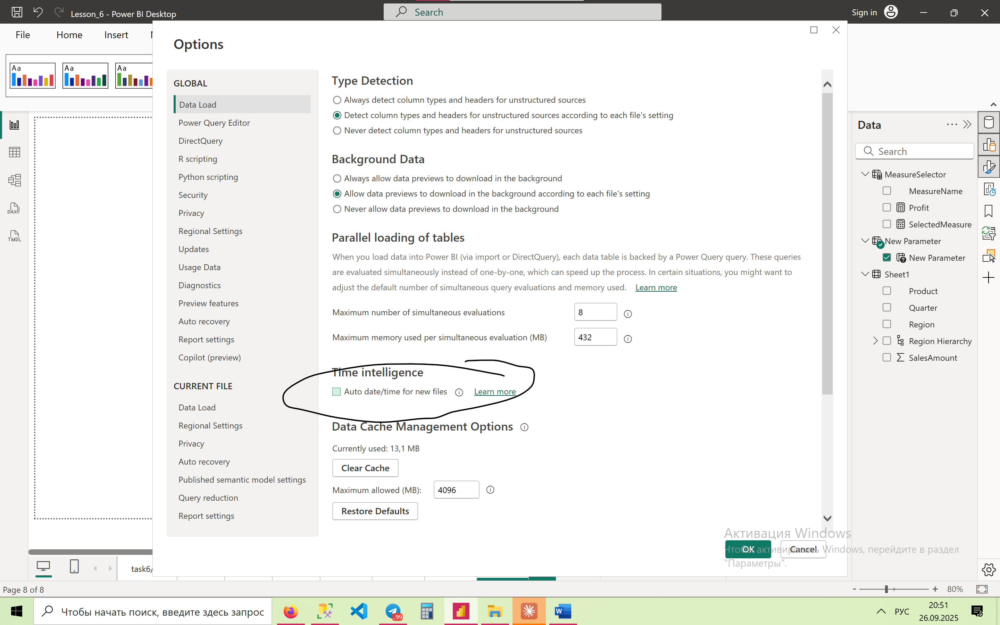 Lesson_6 - Power BI Desktop
Search
Sign in
File
Home
Insert
Aa
Aa
Aa
Options
GLOBAL
Data Load
Power Query Editor
DirectQuery
R scripting
Python scripting
Security
Privacy
Regional Settings
Updates
Usage Data
Diagnostics
Preview features
Auto recovery
Report settings
Copilot (preview)
CURRENT FILE
Data Load
Regional Settings
Privacy
Auto recovery
Published semantic model settings
Query reduction
Report settings
Type Detection
Always detect column types and headers for unstructured sources
Detect column types and headers for unstructured sources according to each file's setting
Never detect column types and headers for unstructured sources
Background Data
Always allow data previews to download in the background
Allow data previews to download in the background according to each file's setting
Never allow data previews to download in the background
Parallel loading of tables
When you load data into Power BI (via import or DirectQuery), each data table is backed by a Power Query query. These queries
are evaluated simultaneously instead of one-by-one, which can speed up the process. In certain situations, you might want to
adjust the default number of simultaneous query evaluations and memory used. Learn more
Maximum number of simultaneous evaluations 8
Maximum memory used per simultaneous evaluation (MB) 432
Time intelligence
Auto date/time for new files Learn more
Data Cache Management Options
Currently used: 13,1 MB
Clear Cache
Maximum allowed (MB): 4096
Restore Defaults
OK
Cancel
Активация Windows
Чтобы активировать Windows, перейдите в раздел
"Параметры".
Data
Search
MeasureSelector
MeasureName
Profit
SelectedMeasure
New Parameter
New Parameter
Sheet1
Product
Quarter
Region
Region Hierarchy
SalesAmount
DAX
TMDL
task6/
Page 8 of 8
- + 80%
Чтобы начать поиск, введите здесь запрос
..99
W
РУС
20:51
26.09.2025